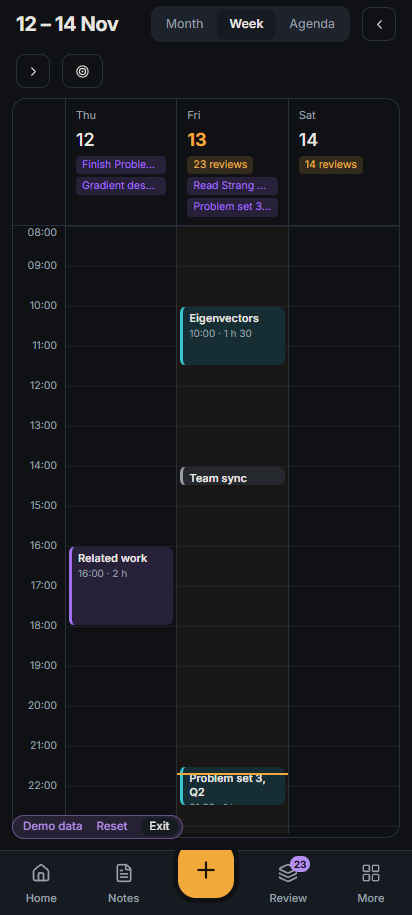 12 – 14 Nov
Month Week Agenda
Thu Fri Sat
12 13 14
Finish Proble... 23 reviews 14 reviews
Gradient des... Read Strang ...
Problem set 3...
08:00
09:00
10:00
Eigenvectors
10:00 · 1 h 30
11:00
12:00
13:00
14:00
Team sync
15:00
16:00
Related work
16:00 · 2 h
17:00
18:00
19:00
20:00
21:00
Problem set 3,
Q2
22:00
Demo data Reset Exit
23
Home Notes Review More